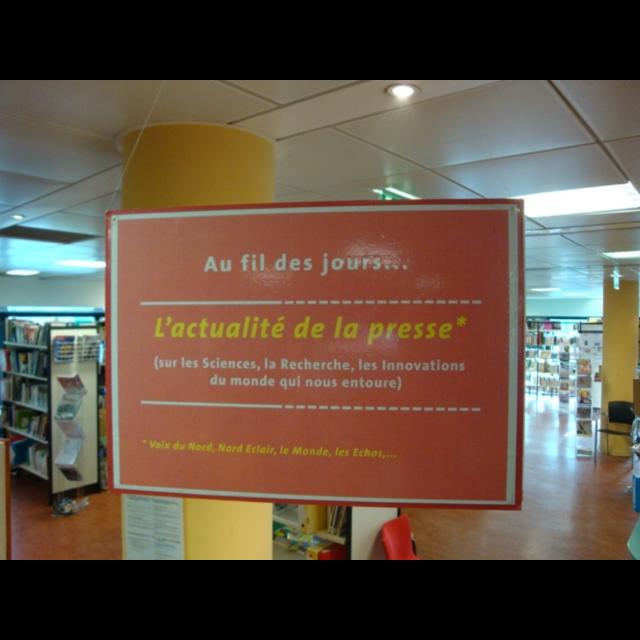 Au fil des jours...
L'actualité de la presse*
(sur les Sciences, la Recherche, les Innovations
du monde qui nous entoure)
* Voix du Nord, Nord Eclair, le Monde, les Echos,...